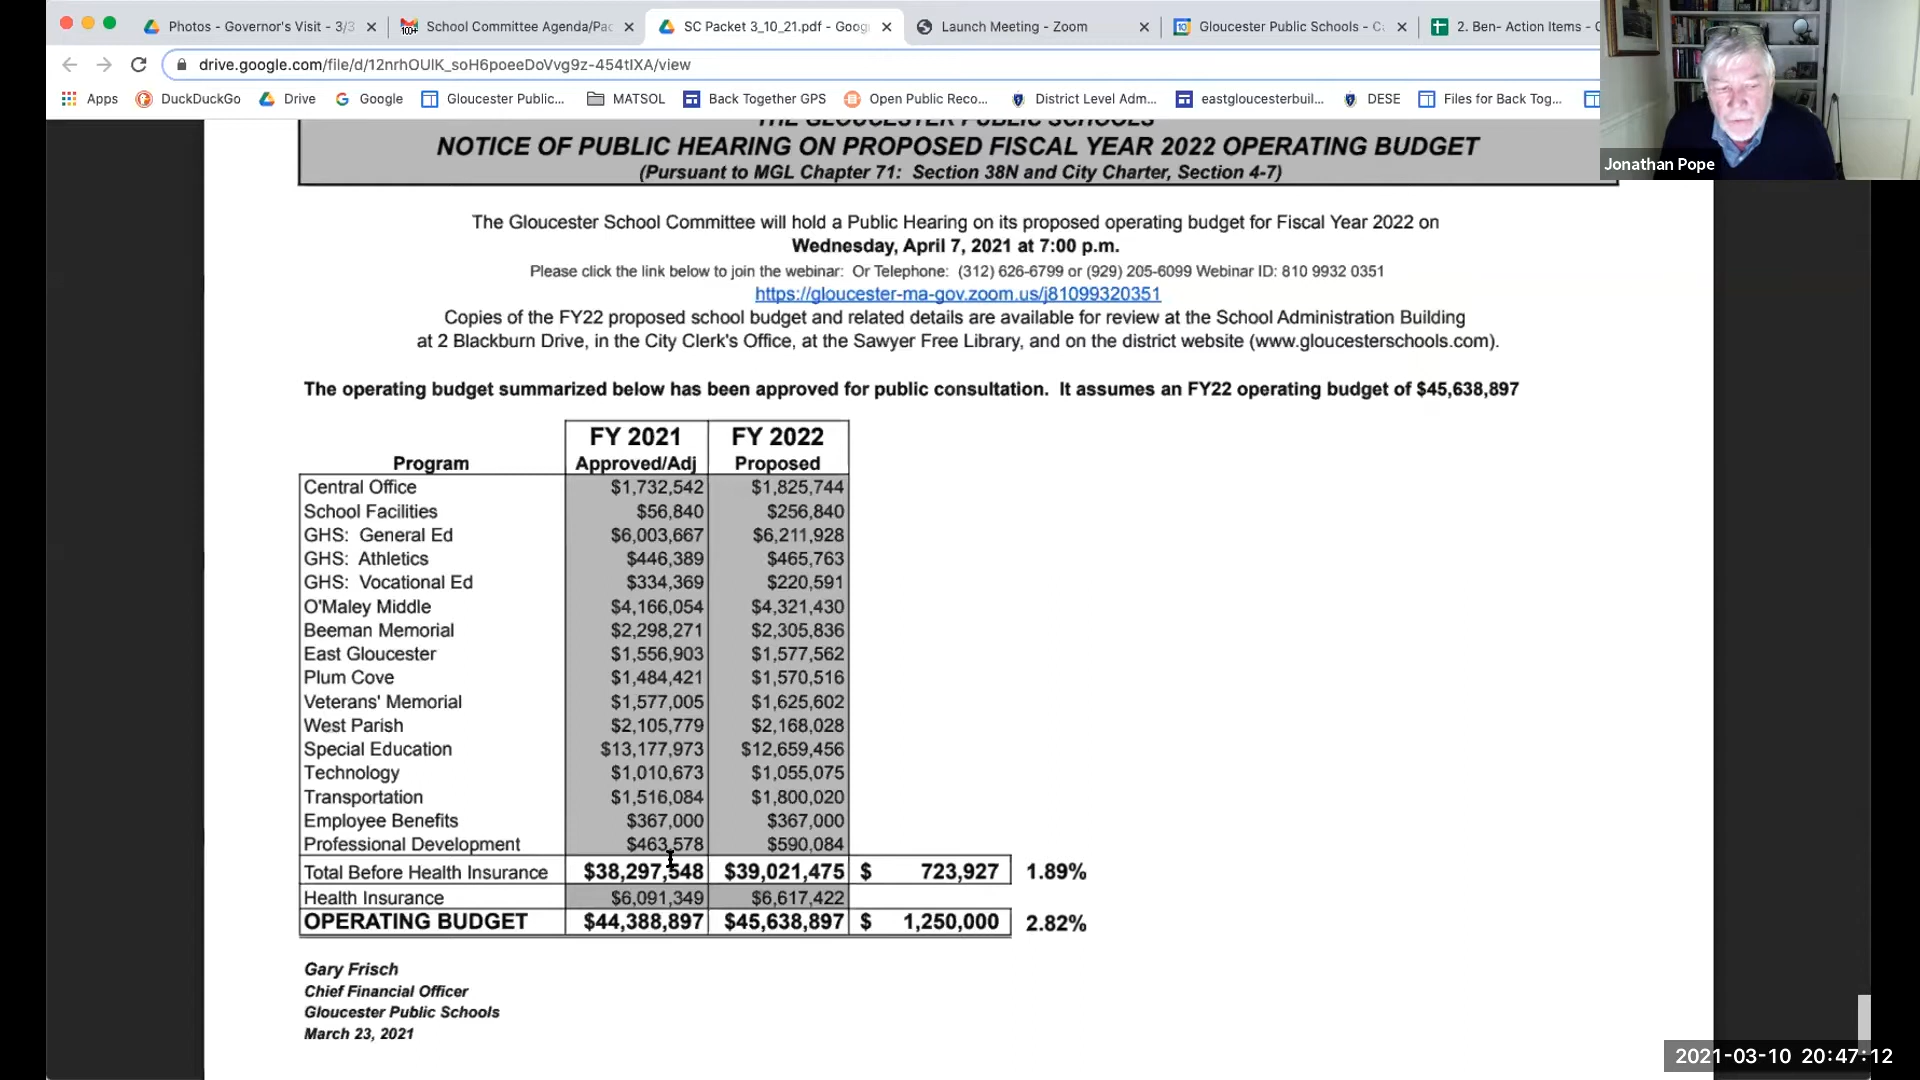 Photos - Governor's Visit - 3/3
School Committee Agenda/Pac
SC Packet 3_10_21.pdf - Goog
Launch Meeting - Zoom
Gloucester Public Schools - Ca
2. Ben- Action Items -
drive.google.com/file/d/12nrhOUlK_soH6poeeDoVvg9z-454tIXA/view
Apps
DuckDuckGo
Drive
Google
Gloucester Public...
MATSOL
Back Together GPS
Open Public Reco...
District Level Adm...
eastgloucesterbuil...
DESE
Files for Back Tog...
Jonathan Pope
THE GLOUCESTER PUBLIC SCHOOLS
NOTICE OF PUBLIC HEARING ON PROPOSED FISCAL YEAR 2022 OPERATING BUDGET
(Pursuant to MGL Chapter 71: Section 38N and City Charter, Section 4-7)
The Gloucester School Committee will hold a Public Hearing on its proposed operating budget for Fiscal Year 2022 on
Wednesday, April 7, 2021 at 7:00 p.m.
Please click the link below to join the webinar: Or Telephone: (312) 626-6799 or (929) 205-6099 Webinar ID: 810 9932 0351
https://gloucester-ma-gov.zoom.us/j81099320351
Copies of the FY22 proposed school budget and related details are available for review at the School Administration Building
at 2 Blackburn Drive, in the City Clerk's Office, at the Sawyer Free Library, and on the district website (www.gloucesterschools.com).
The operating budget summarized below has been approved for public consultation. It assumes an FY22 operating budget of $45,638,897
FY 2021 FY 2022
Program Approved/Adj Proposed
Central Office $1,732,542 $1,825,744
School Facilities $56,840 $256,840
GHS: General Ed $6,003,667 $6,211,928
GHS: Athletics $446,389 $465,763
GHS: Vocational Ed $334,369 $220,591
O'Maley Middle $4,166,054 $4,321,430
Beeman Memorial $2,298,271 $2,305,836
East Gloucester $1,556,903 $1,577,562
Plum Cove $1,484,421 $1,570,516
Veterans' Memorial $1,577,005 $1,625,602
West Parish $2,105,779 $2,168,028
Special Education $13,177,973 $12,659,456
Technology $1,010,673 $1,055,075
Transportation $1,516,084 $1,800,020
Employee Benefits $367,000 $367,000
Professional Development $463,578 $590,084
Total Before Health Insurance $38,297,548 $39,021,475 $ 723,927 1.89%
Health Insurance $6,091,349 $6,617,422
OPERATING BUDGET $44,388,897 $45,638,897 $ 1,250,000 2.82%
Gary Frisch
Chief Financial Officer
Gloucester Public Schools
March 23, 2021
2021-03-10 20:47:12